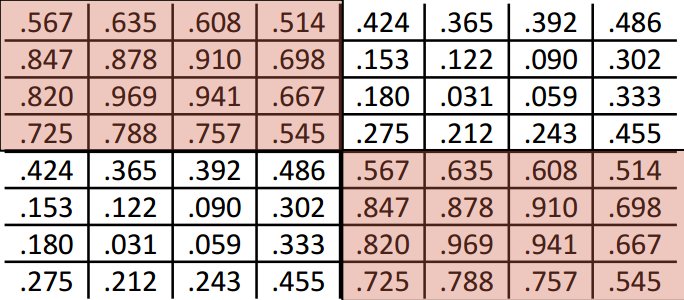 .567 .635 .608 .514 .424 .365 .392 .486
.847 .878 .910 .698 .153 .122 .090 .302
.820 .969 .941 .667 .180 .031 .059 .333
.725 .788 .757 .545 .275 .212 .243 .455
.424 .365 .392 .486 .567 .635 .608 .514
.153 .122 .090 .302 .847 .878 .910 .698
.180 .031 .059 .333 .820 .969 .941 .667
.275 .212 .243 .455 .725 .788 .757 .545